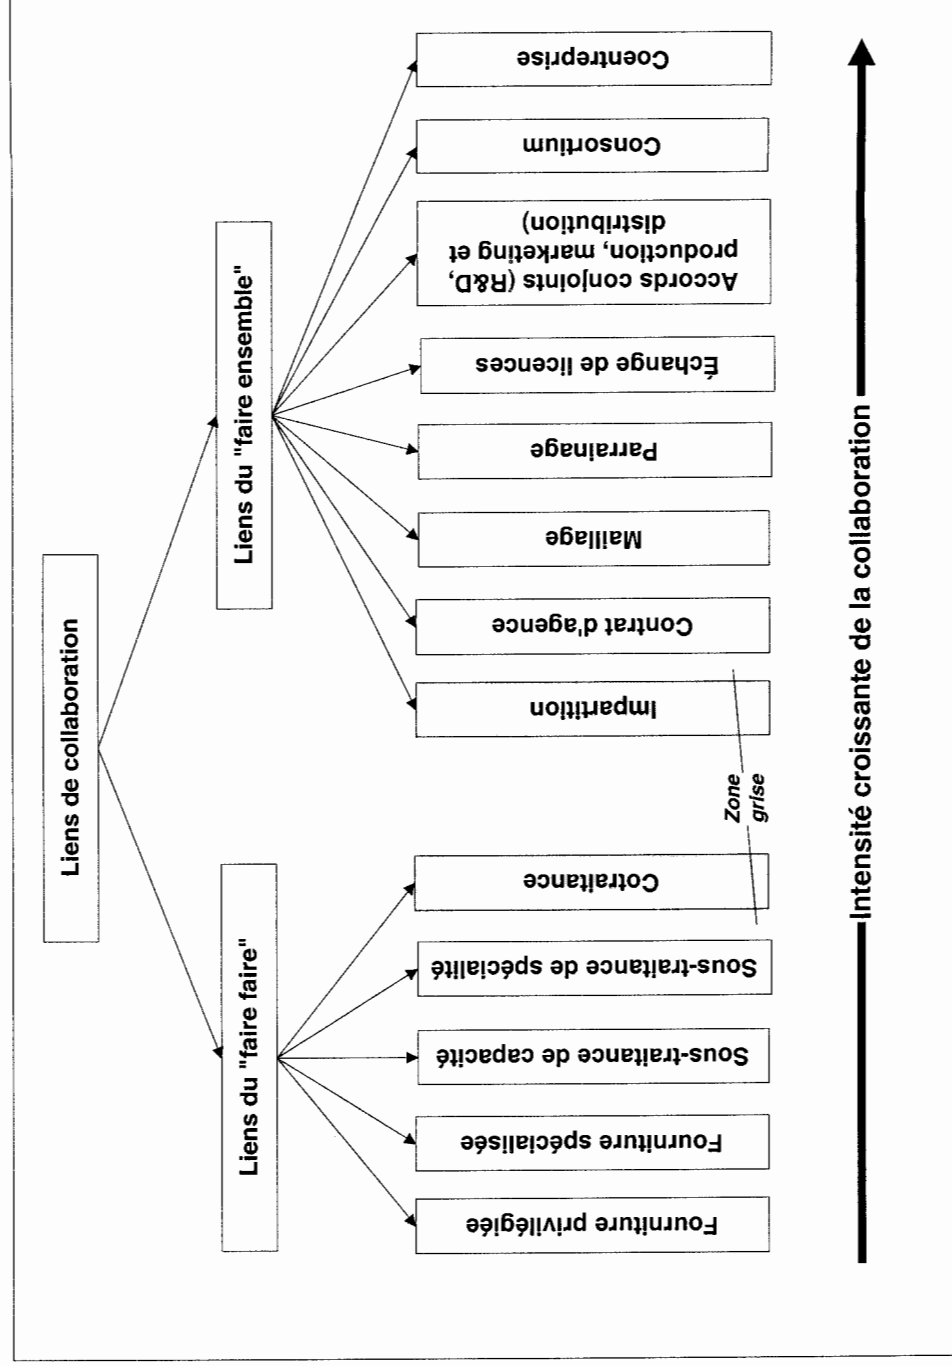 Liens de collaboration
Liens du "faire faire"
Liens du "faire ensemble"
Fourniture privilégiée
Fourniture spécialisée
Sous-traitance de capacité
Sous-traitance de spécialité
Cotraitance
Zone
grise
Impartition
Contrat d'agence
Maillage
Parrainage
Échange de licences
Accords conjoints (R&D,
production, marketing et
distribution)
Consortium
Coentreprise
Intensité croissante de la collaboration